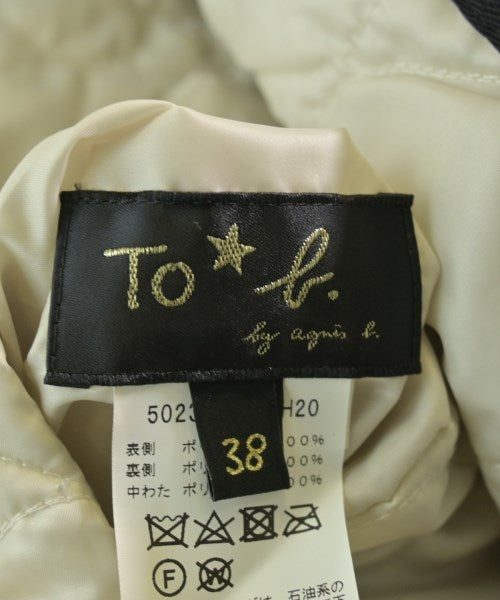 To★ b.
by agnès b.
5023 H20
38
表側 ポ 00%
裏側 ポリ 00%
中わた ポリ 00%
F W
石油系の